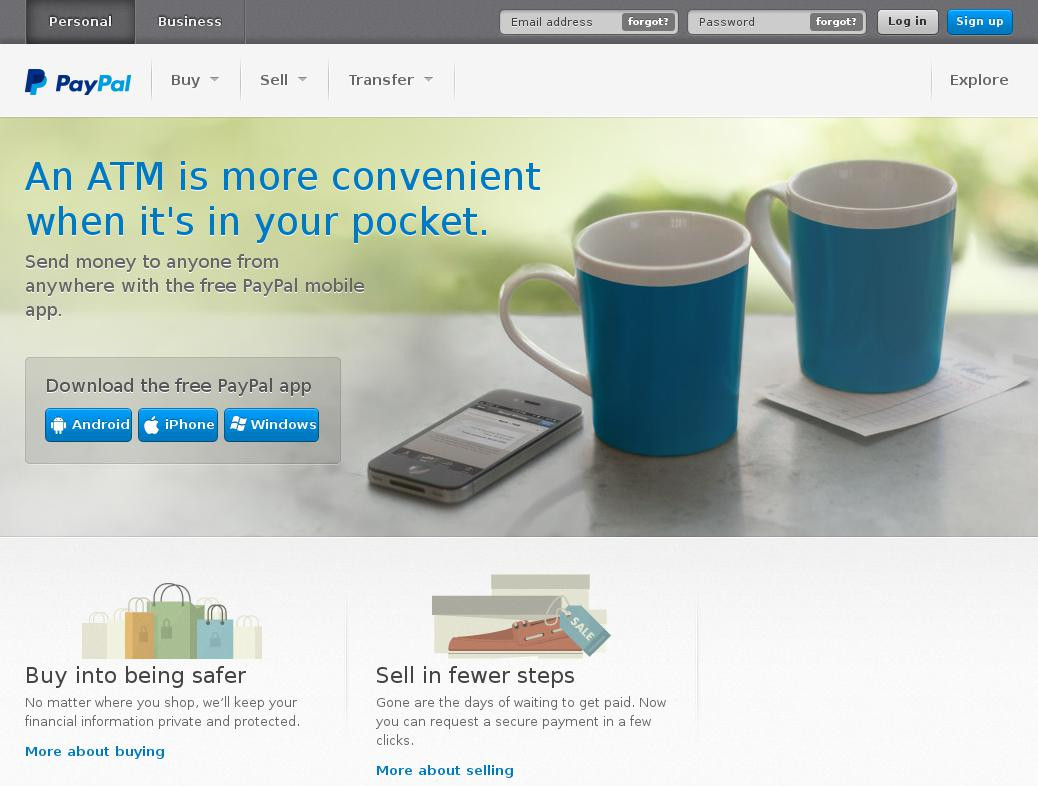 Personal
Business
Email address
forgot?
Password
forgot?
Log in
Sign up
PayPal
Buy
Sell
Transfer
Explore
An ATM is more convenient
when it's in your pocket.
Send money to anyone from
anywhere with the free PayPal mobile
app.
Download the free PayPal app
Android
iPhone
Windows
SALE
Buy into being safer
No matter where you shop, we’ll keep your
financial information private and protected.
More about buying
Sell in fewer steps
Gone are the days of waiting to get paid. Now
you can request a secure payment in a few
clicks.
More about selling